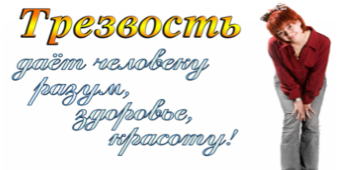 Трезвость
даёт человеку
разум,
здоровье,
красоту!